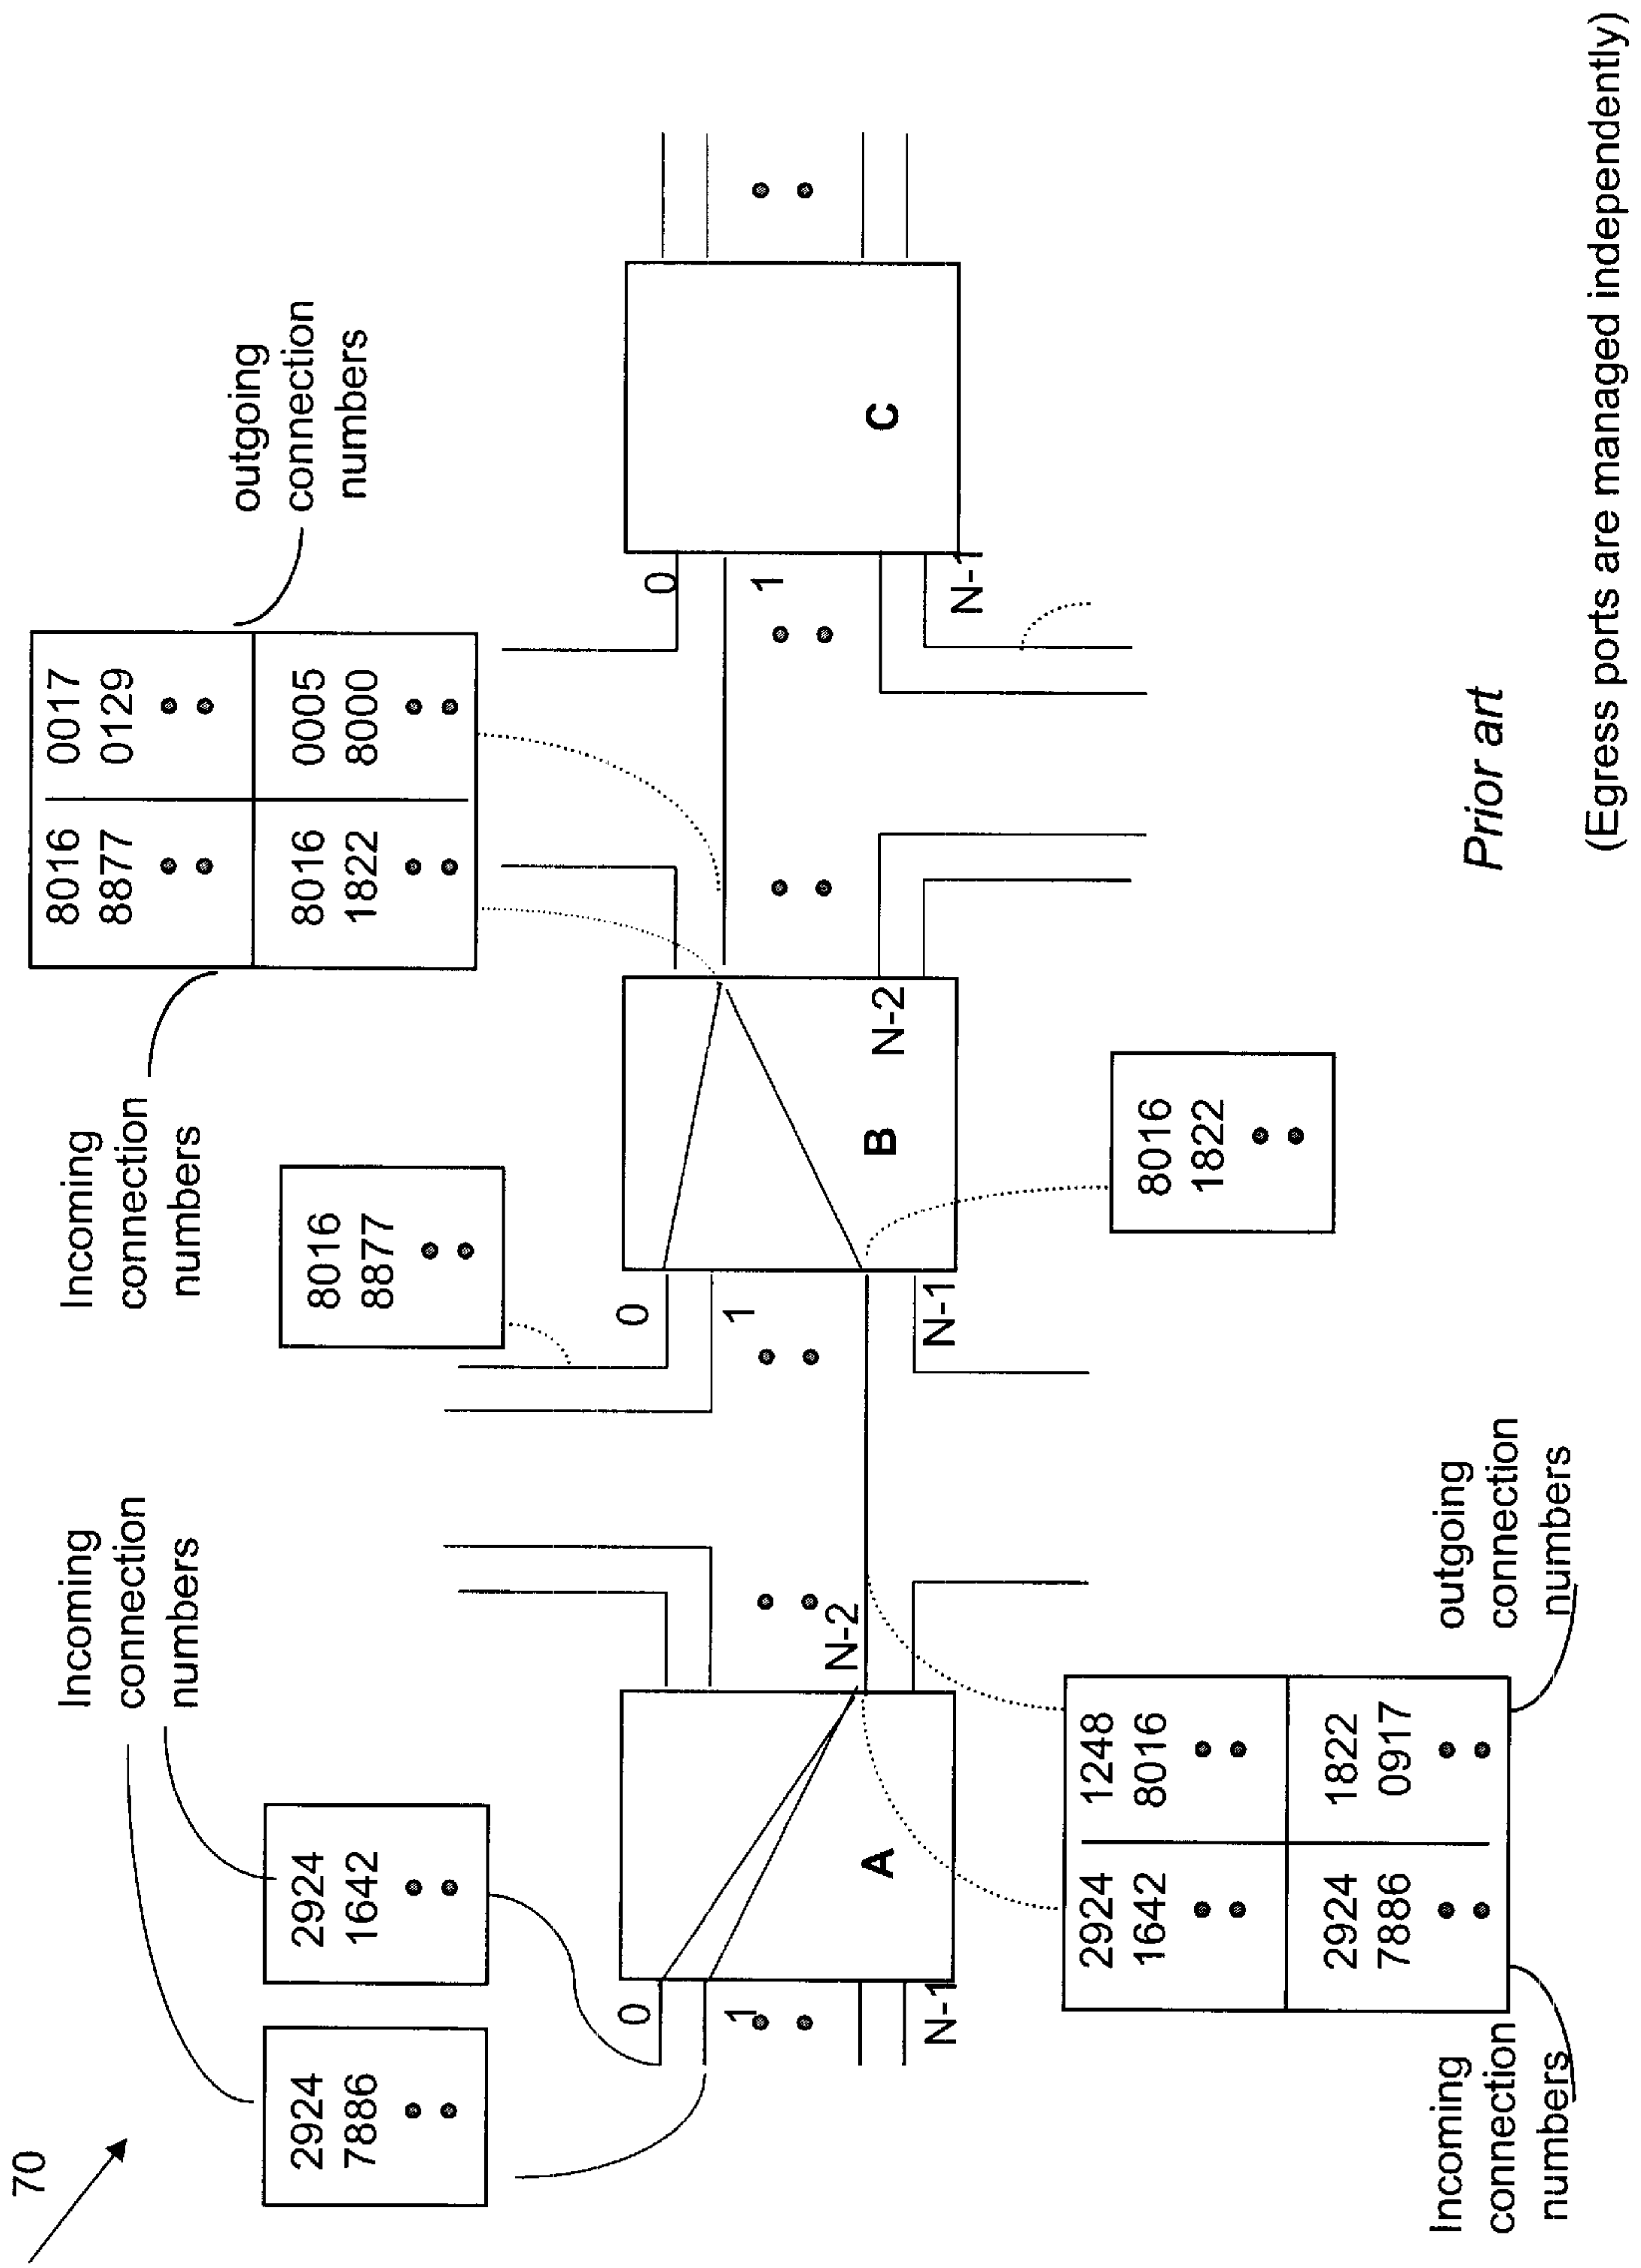 70
Incoming
connection
numbers
Incoming
connection
numbers
8016 0017
8877 0129
8016 0005
1822 8000
outgoing
connection
numbers
2924
7886
2924
1642
8016
8877
0
1
N-1
A
N-2
0
1
N-1
B
N-2
0
1
N-1
C
2924 1248
1642 8016
2924 1822
7886 0917
8016
1822
Incoming
connection
numbers
outgoing
connection
numbers
Prior art
(Egress ports are managed independently)